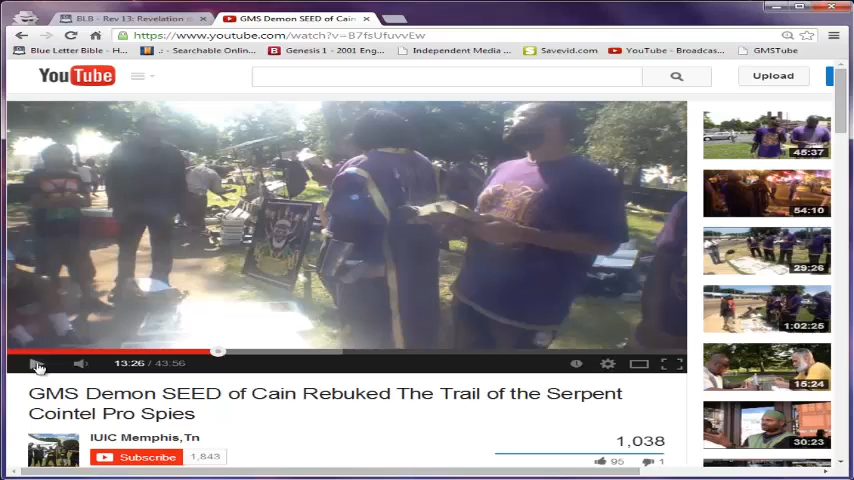 BLB - Rev 13: Revelation
GMS Demon SEED of Cain
https://www.youtube.com/watch?v=B7fsUfuvvEw
Blue Letter Bible - H...
.: - Searchable Onlin...
Genesis 1 - 2001 Engl...
Independent Media ...
Savevid.com
YouTube - Broadcas...
GMSTube
YouTube
Upload
45:37
54:10
29:26
1:02:25
15:24
30:23
13:26 / 43:56
GMS Demon SEED of Cain Rebuked The Trail of the Serpent
Cointel Pro Spies
IUIC Memphis,Tn
Subscribe 1,843
1,038
95 1